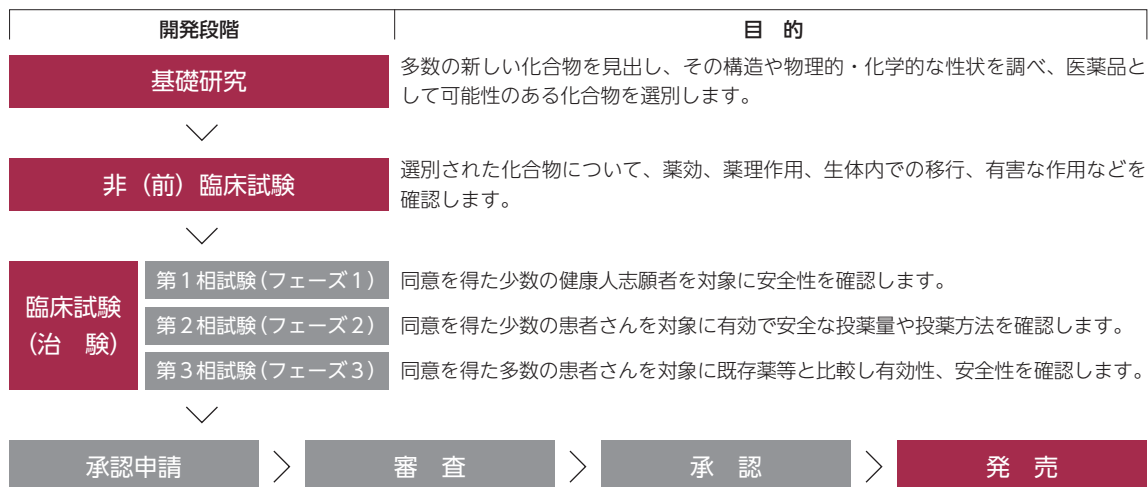 開発段階
目 的
基礎研究
多数の新しい化合物を見出し、その構造や物理的・化学的な性状を調べ、医薬品と
して可能性のある化合物を選別します。
非（前）臨床試験
選別された化合物について、薬効、薬理作用、生体内での移行、有害な作用などを
確認します。
臨床試験
（治 験）
第１相試験（フェーズ１）
同意を得た少数の健康人志願者を対象に安全性を確認します。
第２相試験（フェーズ２）
同意を得た少数の患者さんを対象に有効で安全な投薬量や投薬方法を確認します。
第３相試験（フェーズ３）
同意を得た多数の患者さんを対象に既存薬等と比較し有効性、安全性を確認します。
承認申請
審 査
承 認
発 売